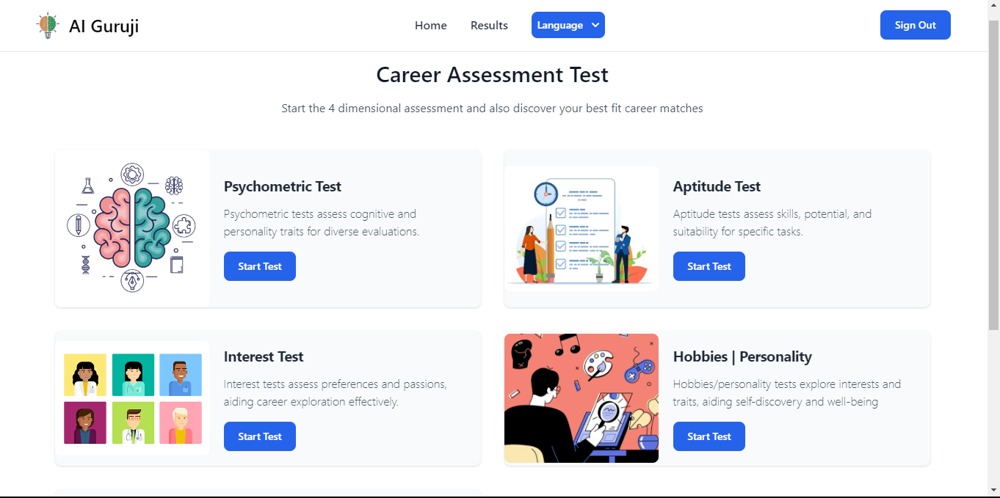 AI Guruji
Home
Results
Language
Sign Out
Career Assessment Test
Start the 4 dimensional assessment and also discover your best fit career matches
Psychometric Test
Psychometric tests assess cognitive and
personality traits for diverse evaluations.
Start Test
Aptitude Test
Aptitude tests assess skills, potential, and
suitability for specific tasks.
Start Test
Interest Test
Interest tests assess preferences and passions,
aiding career exploration effectively.
Start Test
Hobbies | Personality
Hobbies/personality tests explore interests and
traits, aiding self-discovery and well-being
Start Test